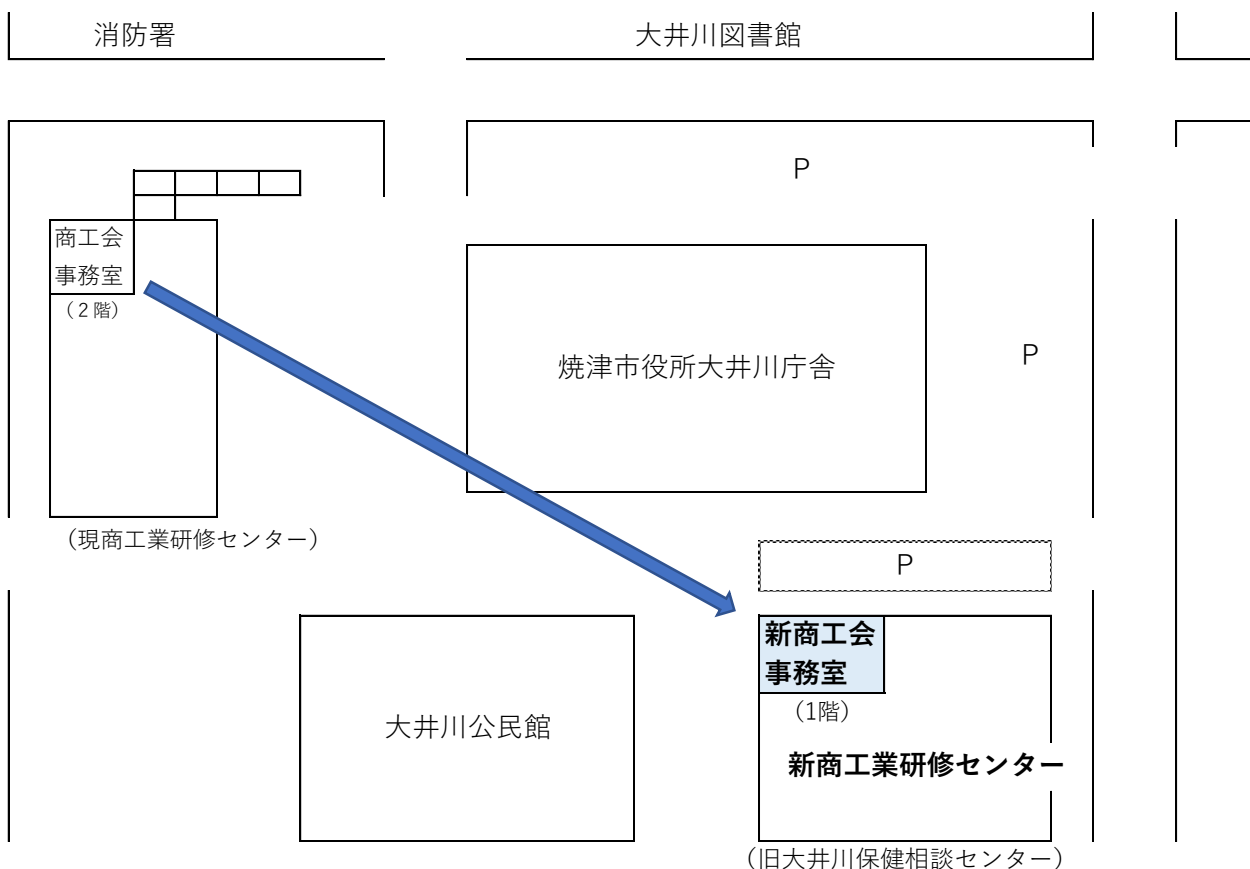 消防署
大井川図書館
P
商工会
事務室
（２階）
焼津市役所大井川庁舎
P
（現商工業研修センター）
P
新商工会
事務室
（1階）
大井川公民館
新商工業研修センター
（旧大井川保健相談センター）